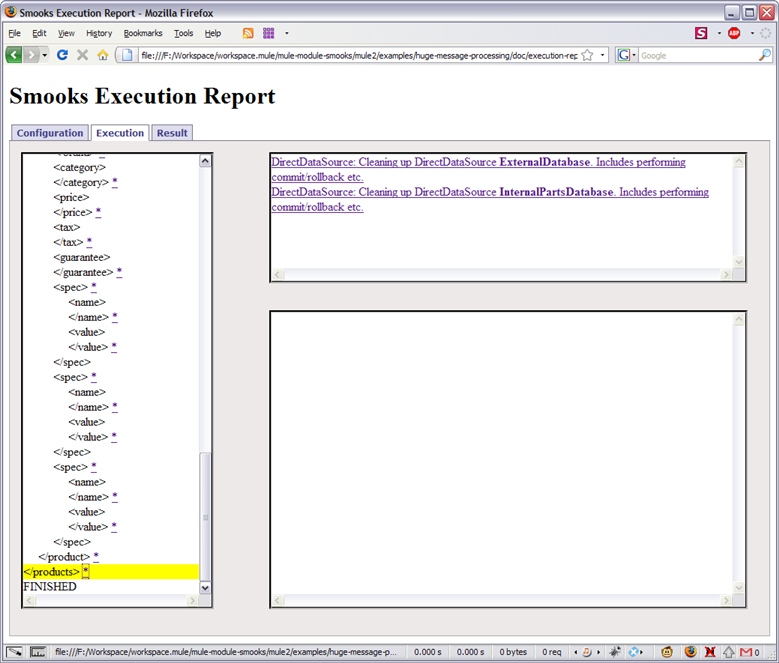 Smooks Execution Report - Mozilla Firefox
File Edit View History Bookmarks Tools Help
S ABP
file:///F:/Workspace/workspace.mule/mule-module-smooks/mule2/examples/huge-message-processing/doc/execution-rep
G Google
Smooks Execution Report
Configuration Execution Result
<category>
</category> *
<price>
</price> *
<tax>
</tax> *
<guarantee>
</guarantee> *
<spec> *
<name>
</name> *
<value>
</value> *
</spec>
<spec> *
<name>
</name> *
<value>
</value> *
</spec>
<spec> *
<name>
</name> *
<value>
</value> *
</spec>
</product> *
</products> *
FINISHED
DirectDataSource: Cleaning up DirectDataSource ExternalDatabase. Includes performing
commit/rollback etc.
DirectDataSource: Cleaning up DirectDataSource InternalPartsDatabase. Includes performing
commit/rollback etc.
file:///F:/Workspace/workspace.mule/mule-module-smooks/mule2/examples/huge-message-p... 0.000 s 0.000 s 0 bytes 0 req 0